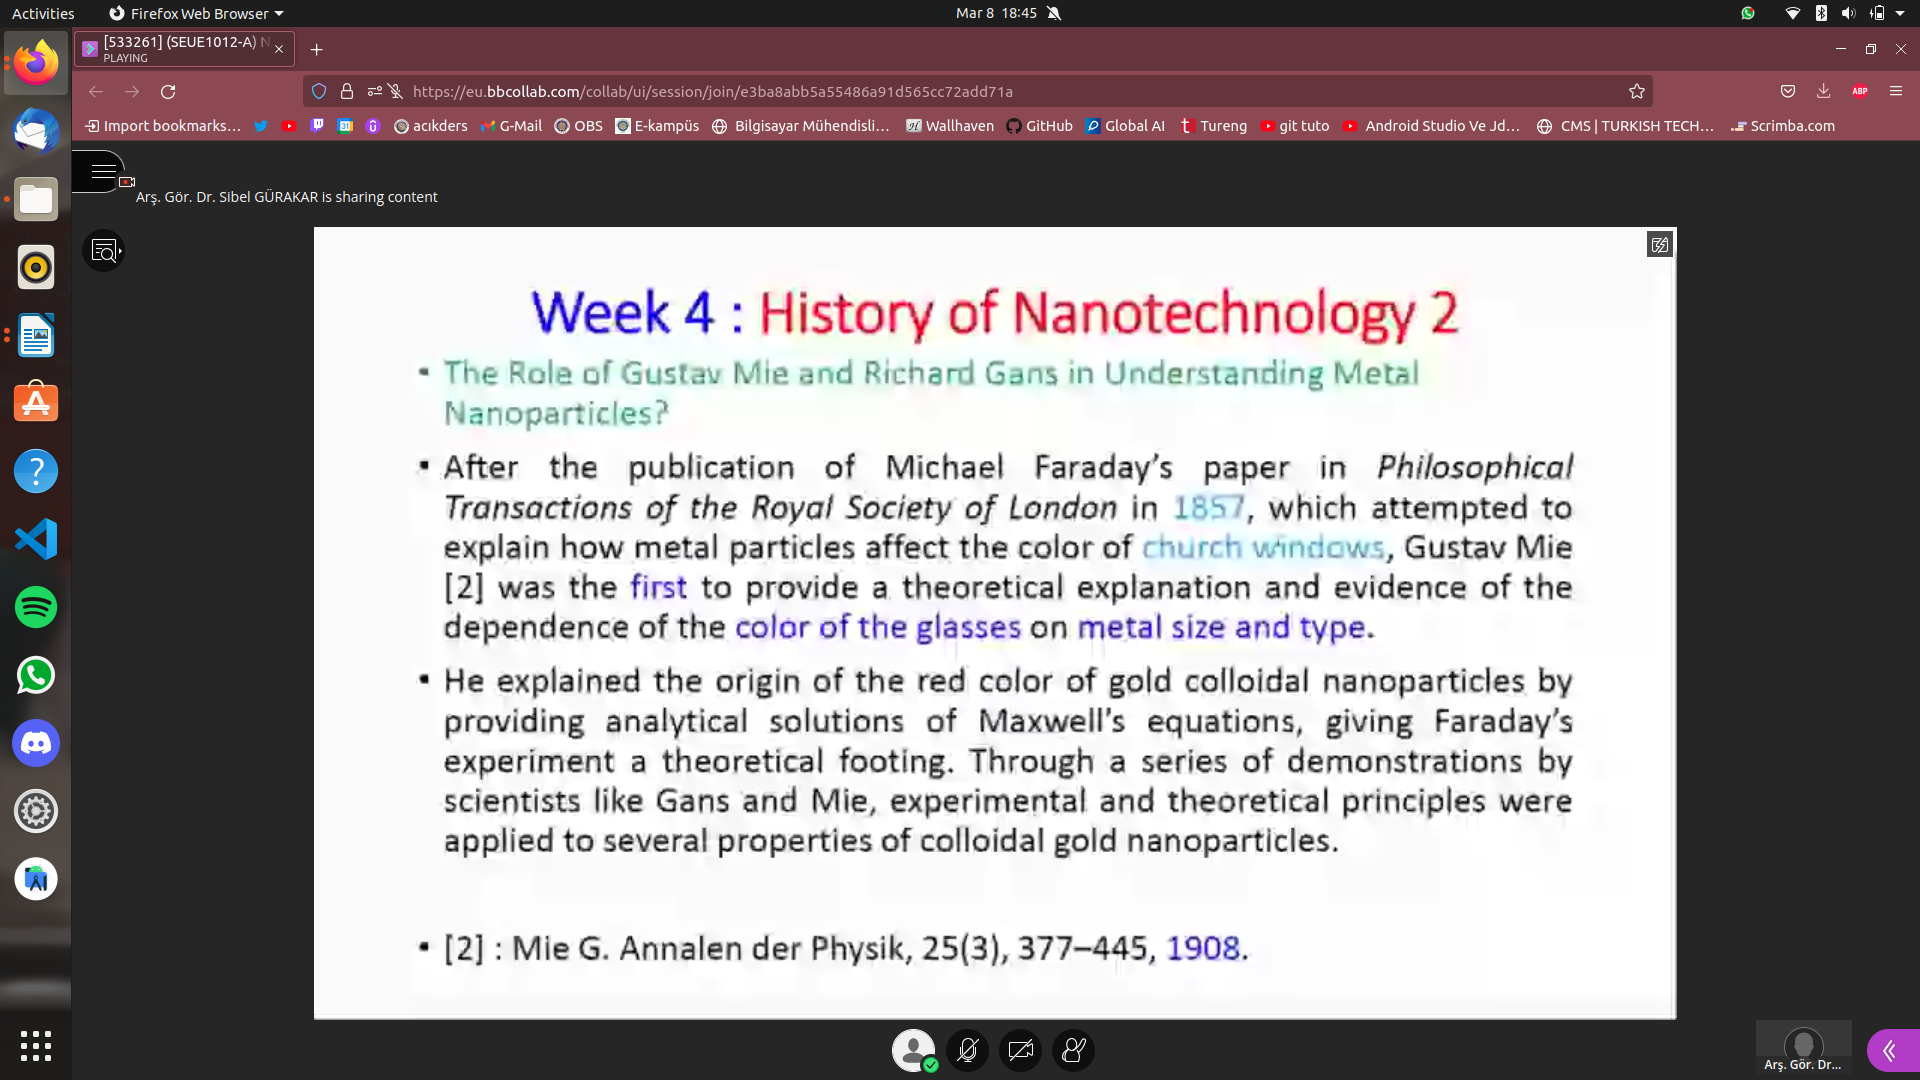 Activities
Firefox Web Browser
Mar 8 18:45
[533261] (SEUE1012-A) N
PLAYING
https://eu.bbcollab.com/collab/ui/session/join/e3ba8abb5a55486a91d565cc72add71a
ABP
Import bookmarks... 31 acıkders G-Mail OBS E-kampüs Bilgisayar Mühendisli... Wallhaven GitHub Global AI Tureng git tuto Android Studio Ve Jd... CMS | TURKISH TECH... Scrimba.com
Arş. Gör. Dr. Sibel GÜRAKAR is sharing content
Week 4 : History of Nanotechnology 2
• The Role of Gustav Mie and Richard Gans in Understanding Metal
Nanoparticles?
• After the publication of Michael Faraday's paper in Philosophical
Transactions of the Royal Society of London in 1857, which attempted to
explain how metal particles affect the color of church windows, Gustav Mie
[2] was the first to provide a theoretical explanation and evidence of the
dependence of the color of the glasses on metal size and type.
• He explained the origin of the red color of gold colloidal nanoparticles by
providing analytical solutions of Maxwell's equations, giving Faraday's
experiment a theoretical footing. Through a series of demonstrations by
scientists like Gans and Mie, experimental and theoretical principles were
applied to several properties of colloidal gold nanoparticles.
• [2] : Mie G. Annalen der Physik, 25(3), 377–445, 1908.
Arş. Gör. Dr...